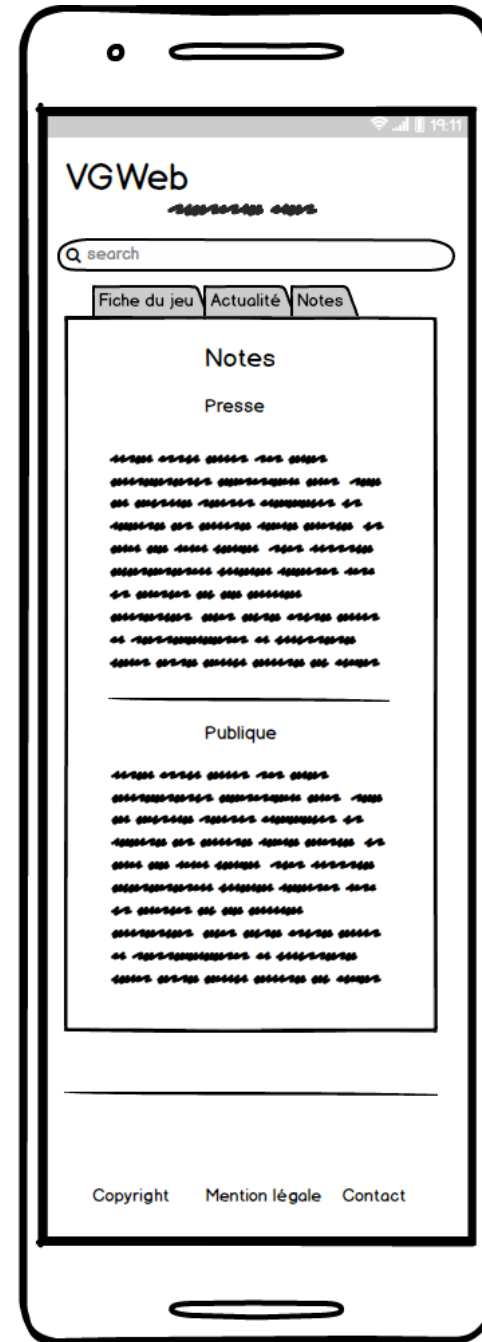 19:11
VGWeb
search
Fiche du jeu Actualité Notes
Notes
Presse
Publique
Copyright Mention légale Contact